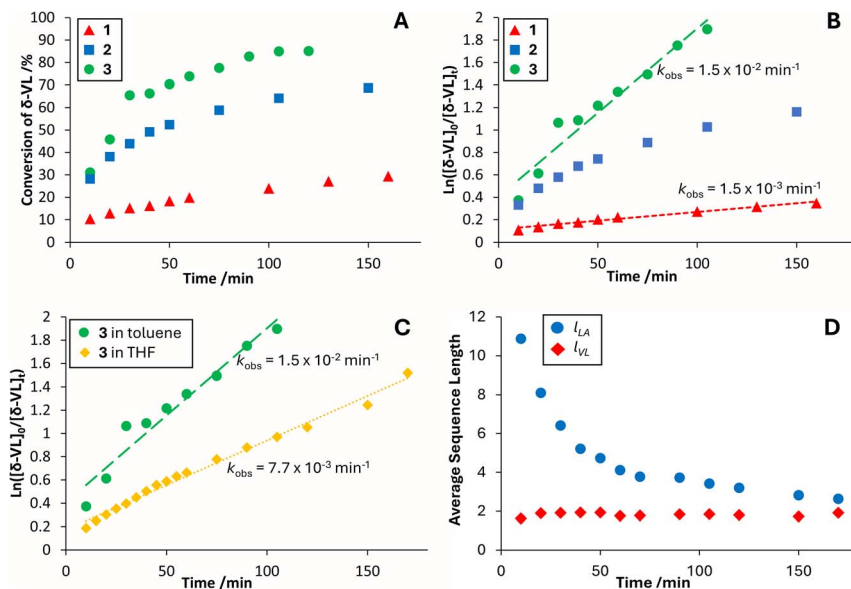 A
1
2
3
Conversion of δ-VL /%
100
90
80
70
60
50
40
30
20
10
0
0 50 100 150
Time /min
B
1
2
3
Ln([δ-VL]0/[δ-VL]t)
2
1.8
1.6
1.4
1.2
1
0.8
0.6
0.4
0.2
0
kobs = 1.5 x 10-2 min-1
kobs = 1.5 x 10-3 min-1
0 50 100 150
Time /min
C
3 in toluene
3 in THF
Ln([δ-VL]0/[δ-VL]t)
2
1.8
1.6
1.4
1.2
1
0.8
0.6
0.4
0.2
0
kobs = 1.5 x 10-2 min-1
kobs = 7.7 x 10-3 min-1
0 50 100 150
Time /min
D
lLA
lVL
Average Sequence Length
12
10
8
6
4
2
0
0 50 100 150
Time /min